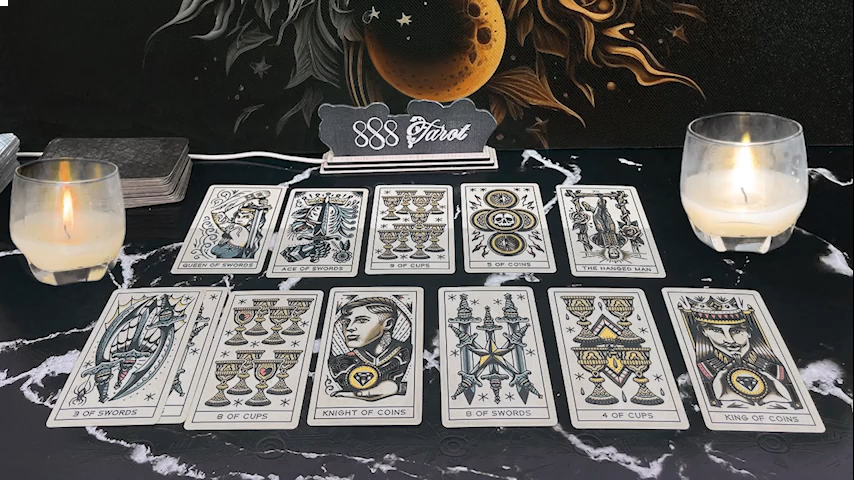 888 Tarot
QUEEN OF SWORDS
ACE OF SWORDS
9 OF CUPS
5 OF COINS
THE HANGED MAN
3 OF SWORDS
8 OF CUPS
KNIGHT OF COINS
8 OF SWORDS
4 OF CUPS
KING OF COINS